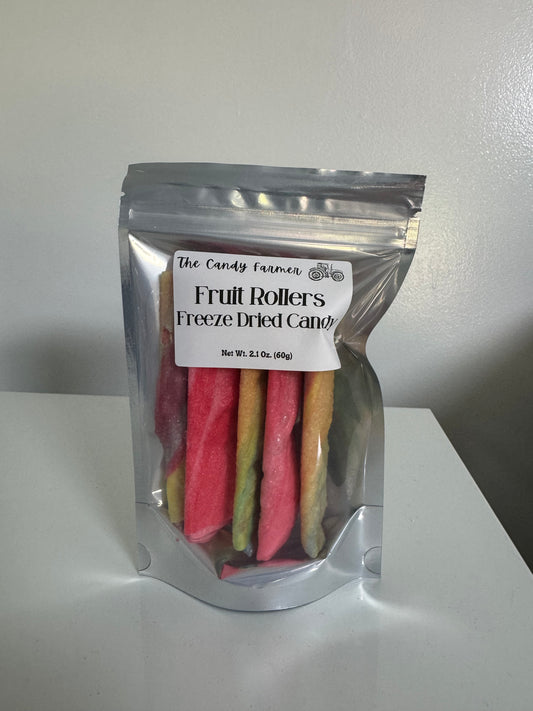 The Candy Farmer
Fruit Rollers
Freeze Dried Candy
Net Wt. 2.1 Oz. (60g)